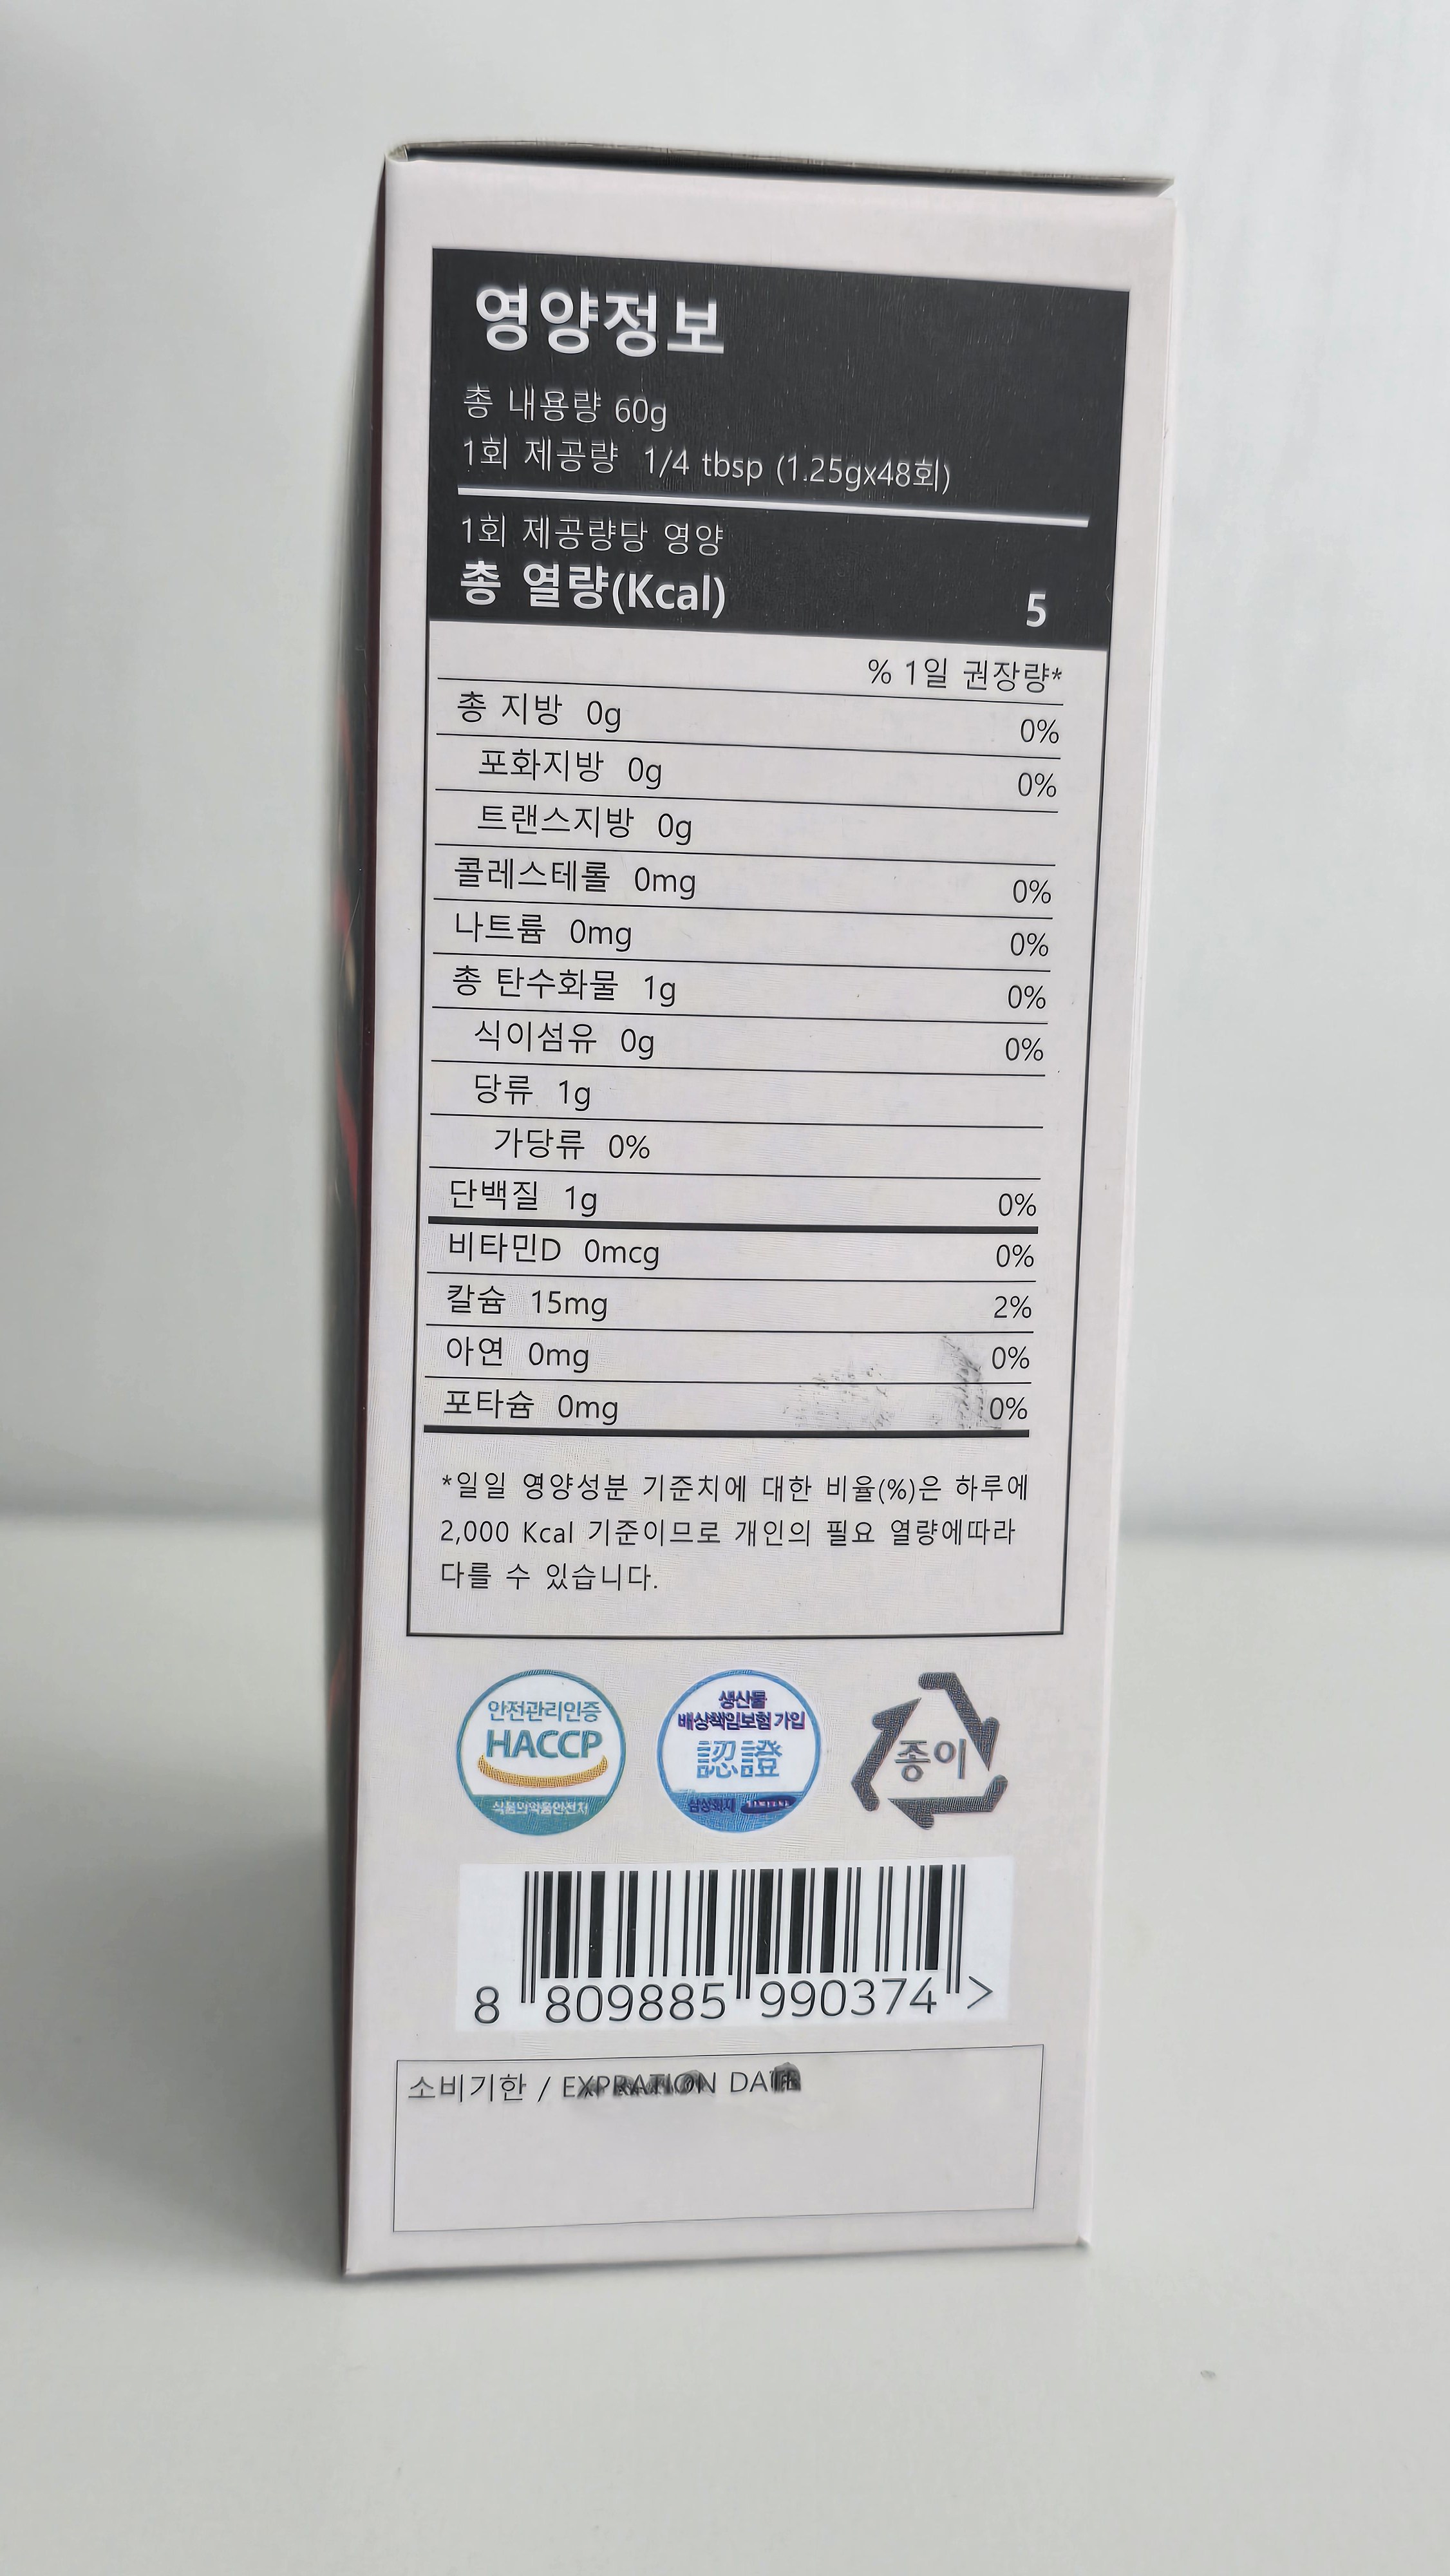 영양정보
총 내용량 60g
1회 제공량 1/4 tbsp (1.25gx48회)
1회 제공량당 영양
총 열량(Kcal) 5
% 1일 권장량*
총 지방 0g 0%
포화지방 0g 0%
트랜스지방 0g
콜레스테롤 0mg 0%
나트륨 0mg 0%
총 탄수화물 1g 0%
식이섬유 0g 0%
당류 1g
가당류 0%
단백질 1g 0%
비타민D 0mcg 0%
칼슘 15mg 2%
아연 0mg 0%
포타슘 0mg 0%
*일일 영양성분 기준치에 대한 비율(%)은 하루에
2,000 Kcal 기준이므로 개인의 필요 열량에따라
다를 수 있습니다.
안전관리인증
HACCP
식품의약품안전처
생산물
배상책임보험 가입
認證
삼성화재 SAMSUNG
종이
8 809885 990374 >
소비기한 / EXPRATION DATE